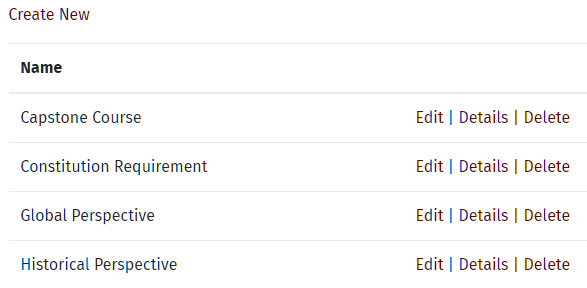 Create New
Name
Capstone Course Edit | Details | Delete
Constitution Requirement Edit | Details | Delete
Global Perspective Edit | Details | Delete
Historical Perspective Edit | Details | Delete